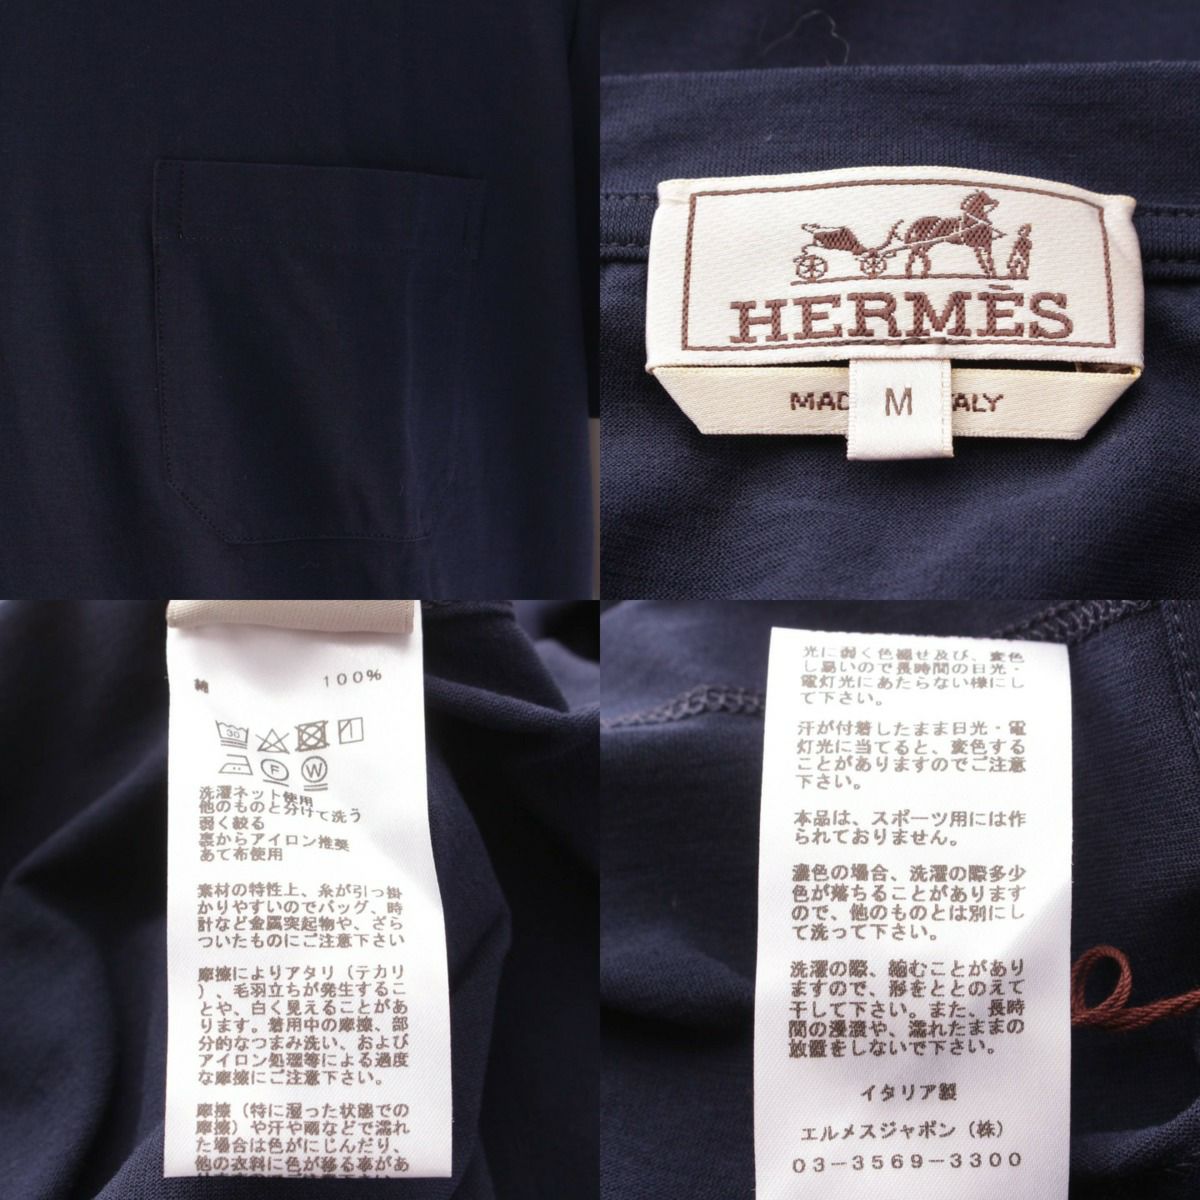 HERMÈS
M
綿 100%
30
F
W
洗濯ネット使用
他のものと分けて洗う
弱く絞る
裏からアイロン推奨
あて布使用
素材の特性上、糸が引っ掛
かりやすいのでバッグ、時
計など金属突起物や、ざら
ついたものにご注意下さい
摩擦によりアタリ(テカリ
)、毛羽立ちが発生するこ
とや、白く見えることがあ
ります。着用中の摩擦、部
分的なつまみ洗い、および
アイロン処理等による過度
な摩擦にご注意下さい。
摩擦(特に湿った状態での
摩擦)や汗や雨などで濡れ
た場合は色がにじんだり、
他の衣料に色が移る事があ
光に弱く色褪せ及び、変色
し易いので長時間の日光・
電灯光にあたらない様にし
て下さい。
汗が付着したまま日光・電
灯光に当てると、変色する
ことがありますのでご注意
下さい。
本品は、スポーツ用には作
られておりません。
濃色の場合、洗濯の際多少
色が落ちることがあります
ので、他のものとは別にし
て洗って下さい。
洗濯の際、縮むことがあり
ますので、形をととのえて
干して下さい。また、長時
間の浸漬や、濡れたままの
放置をしないで下さい。
イタリア製
エルメスジャポン(株)
03-3569-3300